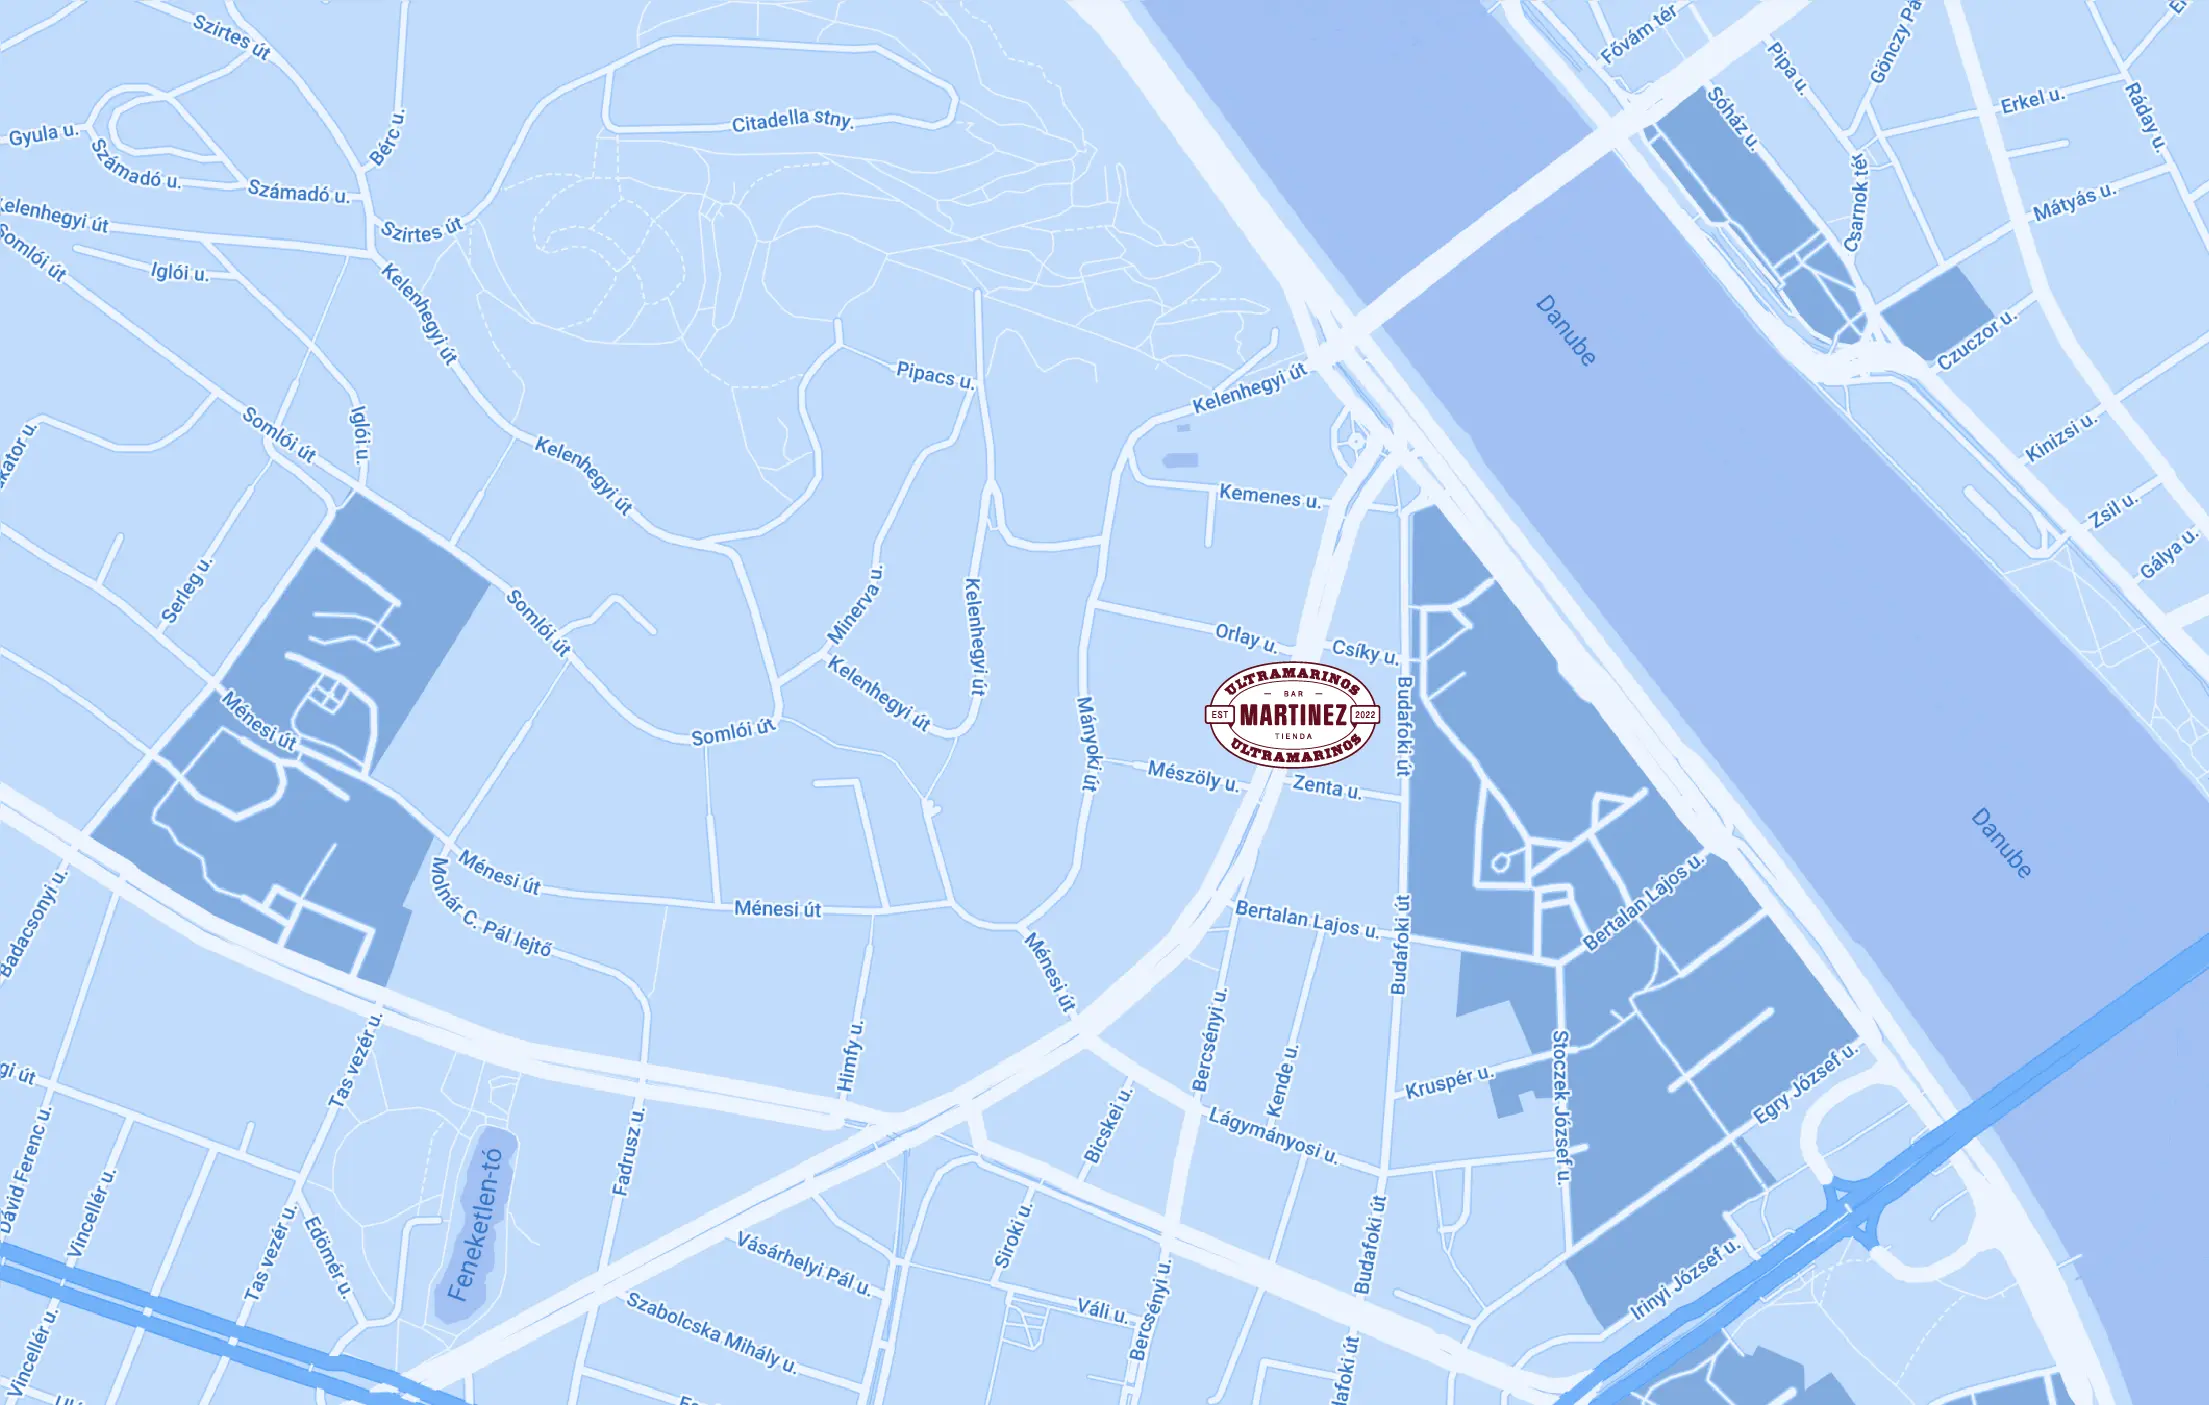 Szirtes út
Fővám tér
Pipa u.
Gönczy Pá
Erkel u.
Ráday u.
Sóház u.
Bérc u.
Citadella stny.
Gyula u.
Számadó u.
Számadó u.
Csarnok tér
Mátyás u.
elenhegyi út
Szirtes út
Somlói út
Iglói u.
Kelenhegyi út
Danube
Czuczor u.
Pipacs u.
Kelenhegyi út
Somlói út
Iglói u.
Kinizsi u.
kator u.
Kelenhegyi út
Kemenes u.
Zsil u.
Gálya u.
Serleg u.
Somlói út
Minerva u.
Kelenhegyi út
Orlay u.
Csíky u.
Kelenhegyi út
Ménesi út
Somlói út
Mányoki út
Budafoki út
ULTRAMARINOS
BAR
EST
MARTINEZ
2022
TIENDA
ULTRAMARINOS
Mészöly u.
Zenta u.
Danube
Ménesi út
Molnár C. Pál lejtő
Ménesi út
Bertalan Lajos u.
Budafoki út
Bertalan Lajos u.
Badacsonyi u.
Ménesi út
Bercsényi u.
Himfy u.
Kende u.
Kruspér u.
Stoczek József u.
Egry József u.
gi út
Tas vezér u.
Fadrusz u.
Bicskei u.
Lágymányosi u.
Dávid Ferenc u.
Vincellér u.
Feneketlen-tó
Tas vezér u.
Edömér u.
Siroki u.
Budafoki út
Vásárhelyi Pál u.
Irinyi József u.
Szabolcska Mihály u.
Váli u.
Bercsényi u.
Vincellér u.
dafoki út